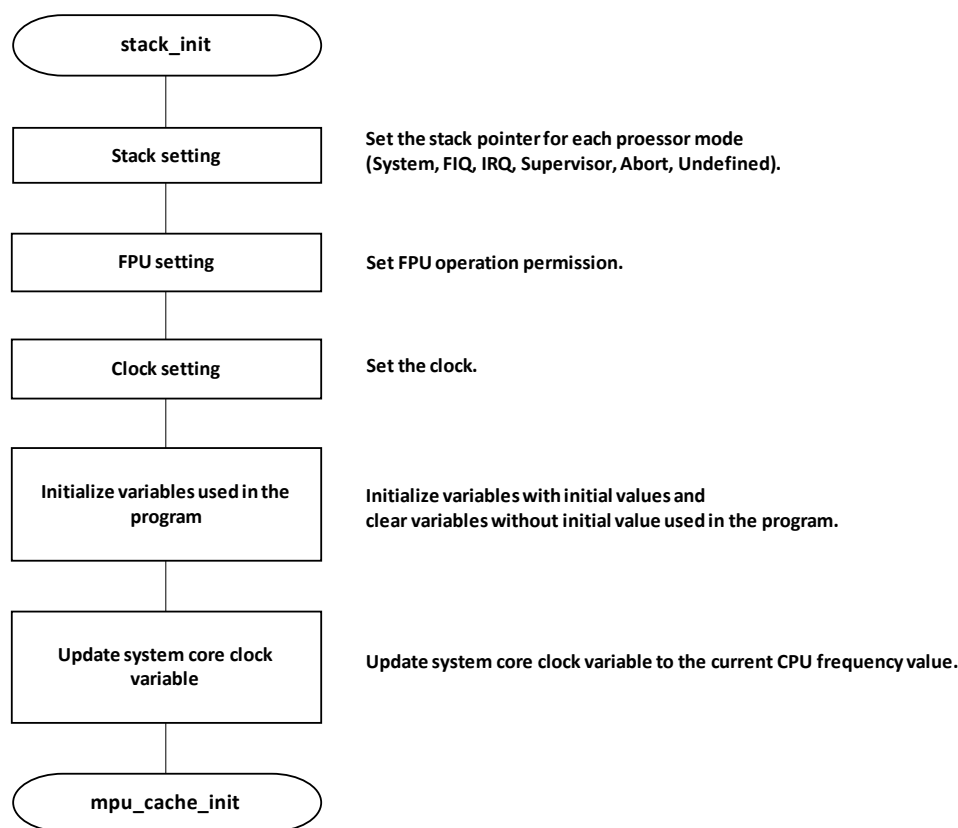 stack_init
Stack setting
Set the stack pointer for each proessor mode
(System, FIQ, IRQ, Supervisor, Abort, Undefined).
FPU setting
Set FPU operation permission.
Clock setting
Set the clock.
Initialize variables used in the
program
Initialize variables with initial values and
clear variables without initial value used in the program.
Update system core clock
variable
Update system core clock variable to the current CPU frequency value.
mpu_cache_init